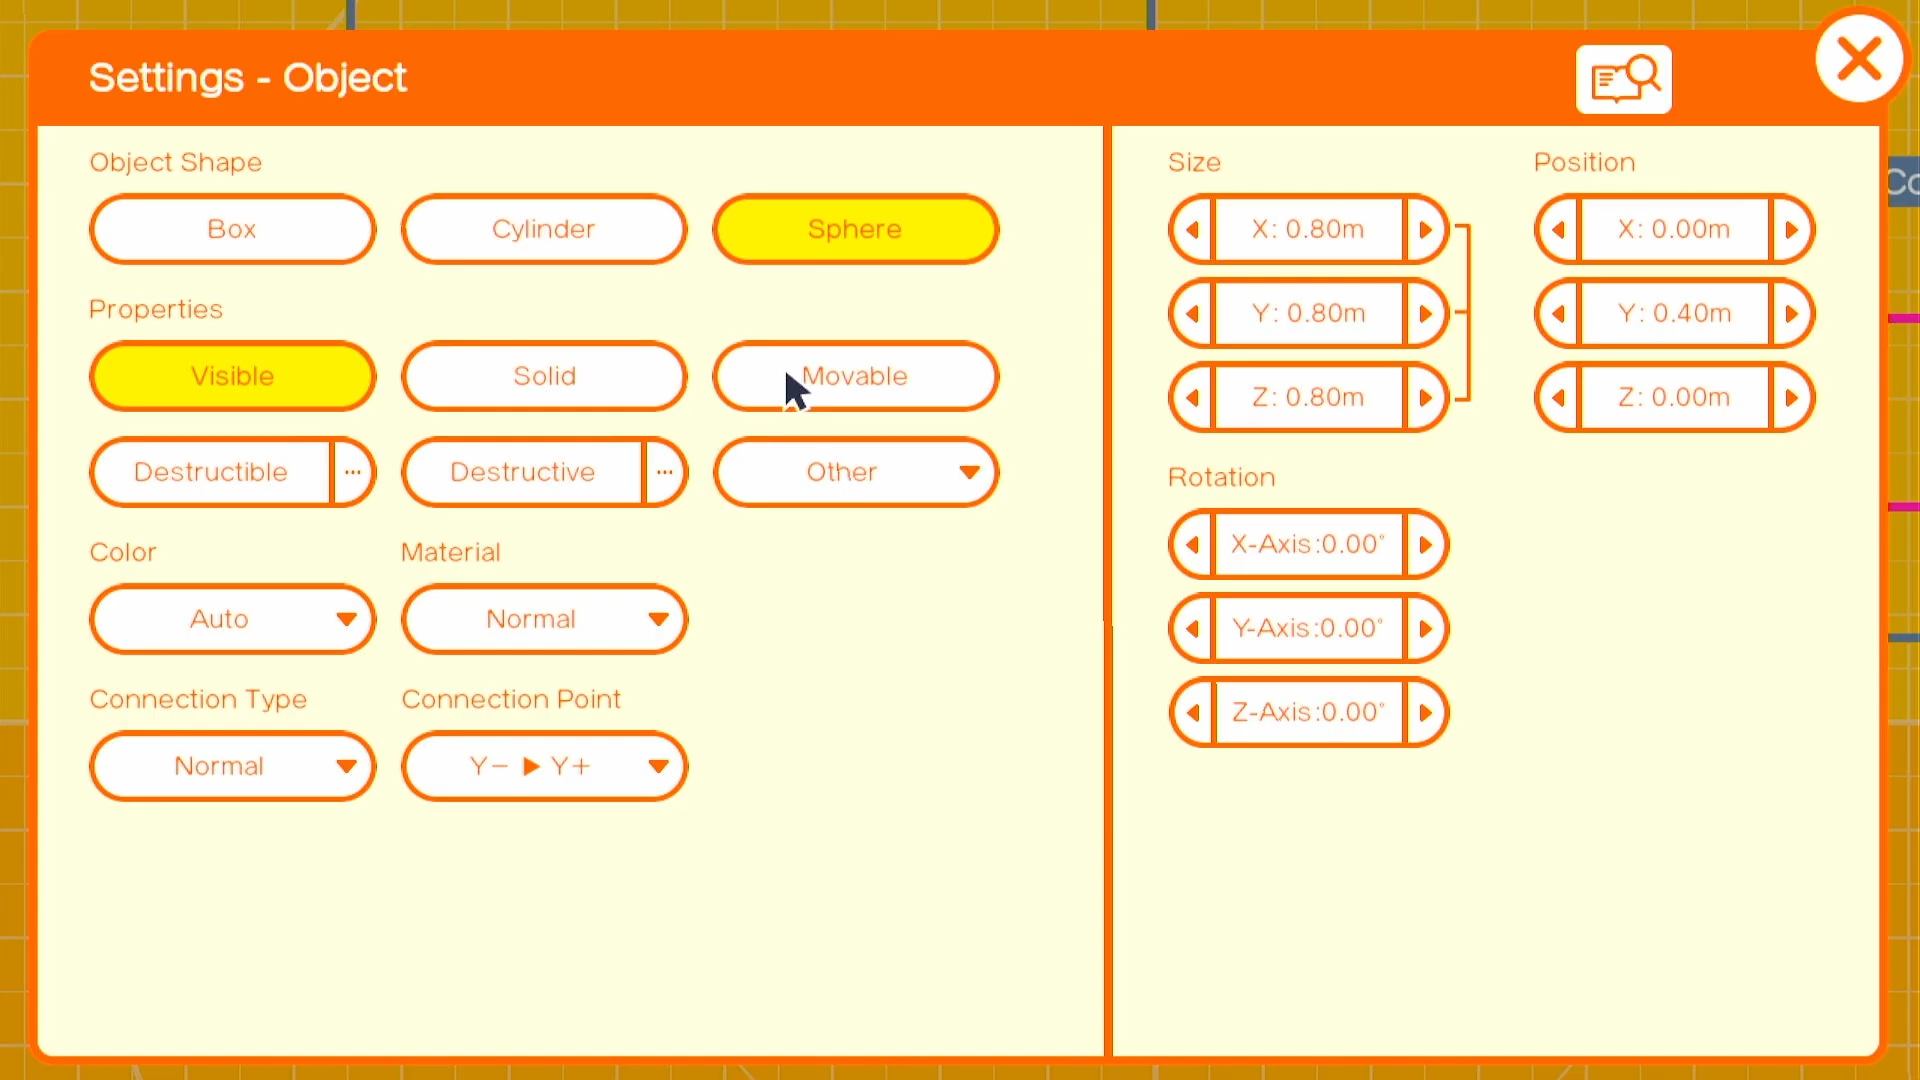 Settings - Object
Object Shape
Box
Cylinder
Sphere
Properties
Visible
Solid
Movable
Destructible
...
Destructive
...
Other
Color
Material
Auto
Normal
Connection Type
Connection Point
Normal
Y− ▶ Y+
Size
Position
X: 0.80m
X: 0.00m
Y: 0.80m
Y: 0.40m
Z: 0.80m
Z: 0.00m
Rotation
X-Axis:0.00°
Y-Axis:0.00°
Z-Axis:0.00°